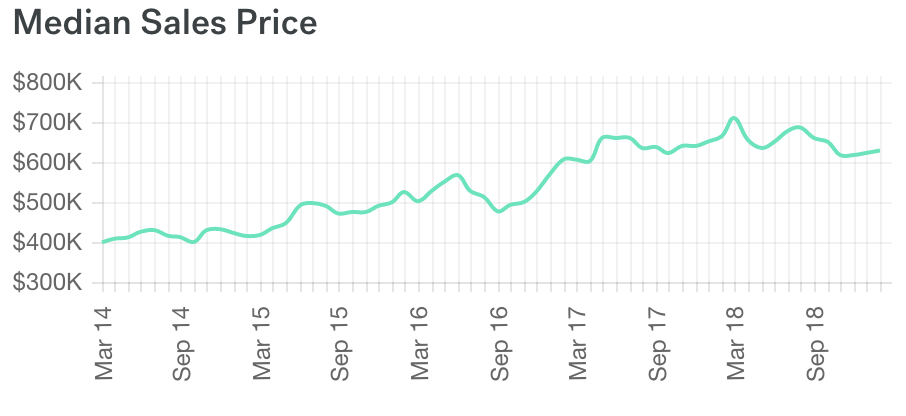 Median Sales Price
$800K
$700K
$600K
$500K
$400K
$300K
Mar 14
Sep 14
Mar 15
Sep 15
Mar 16
Sep 16
Mar 17
Sep 17
Mar 18
Sep 18